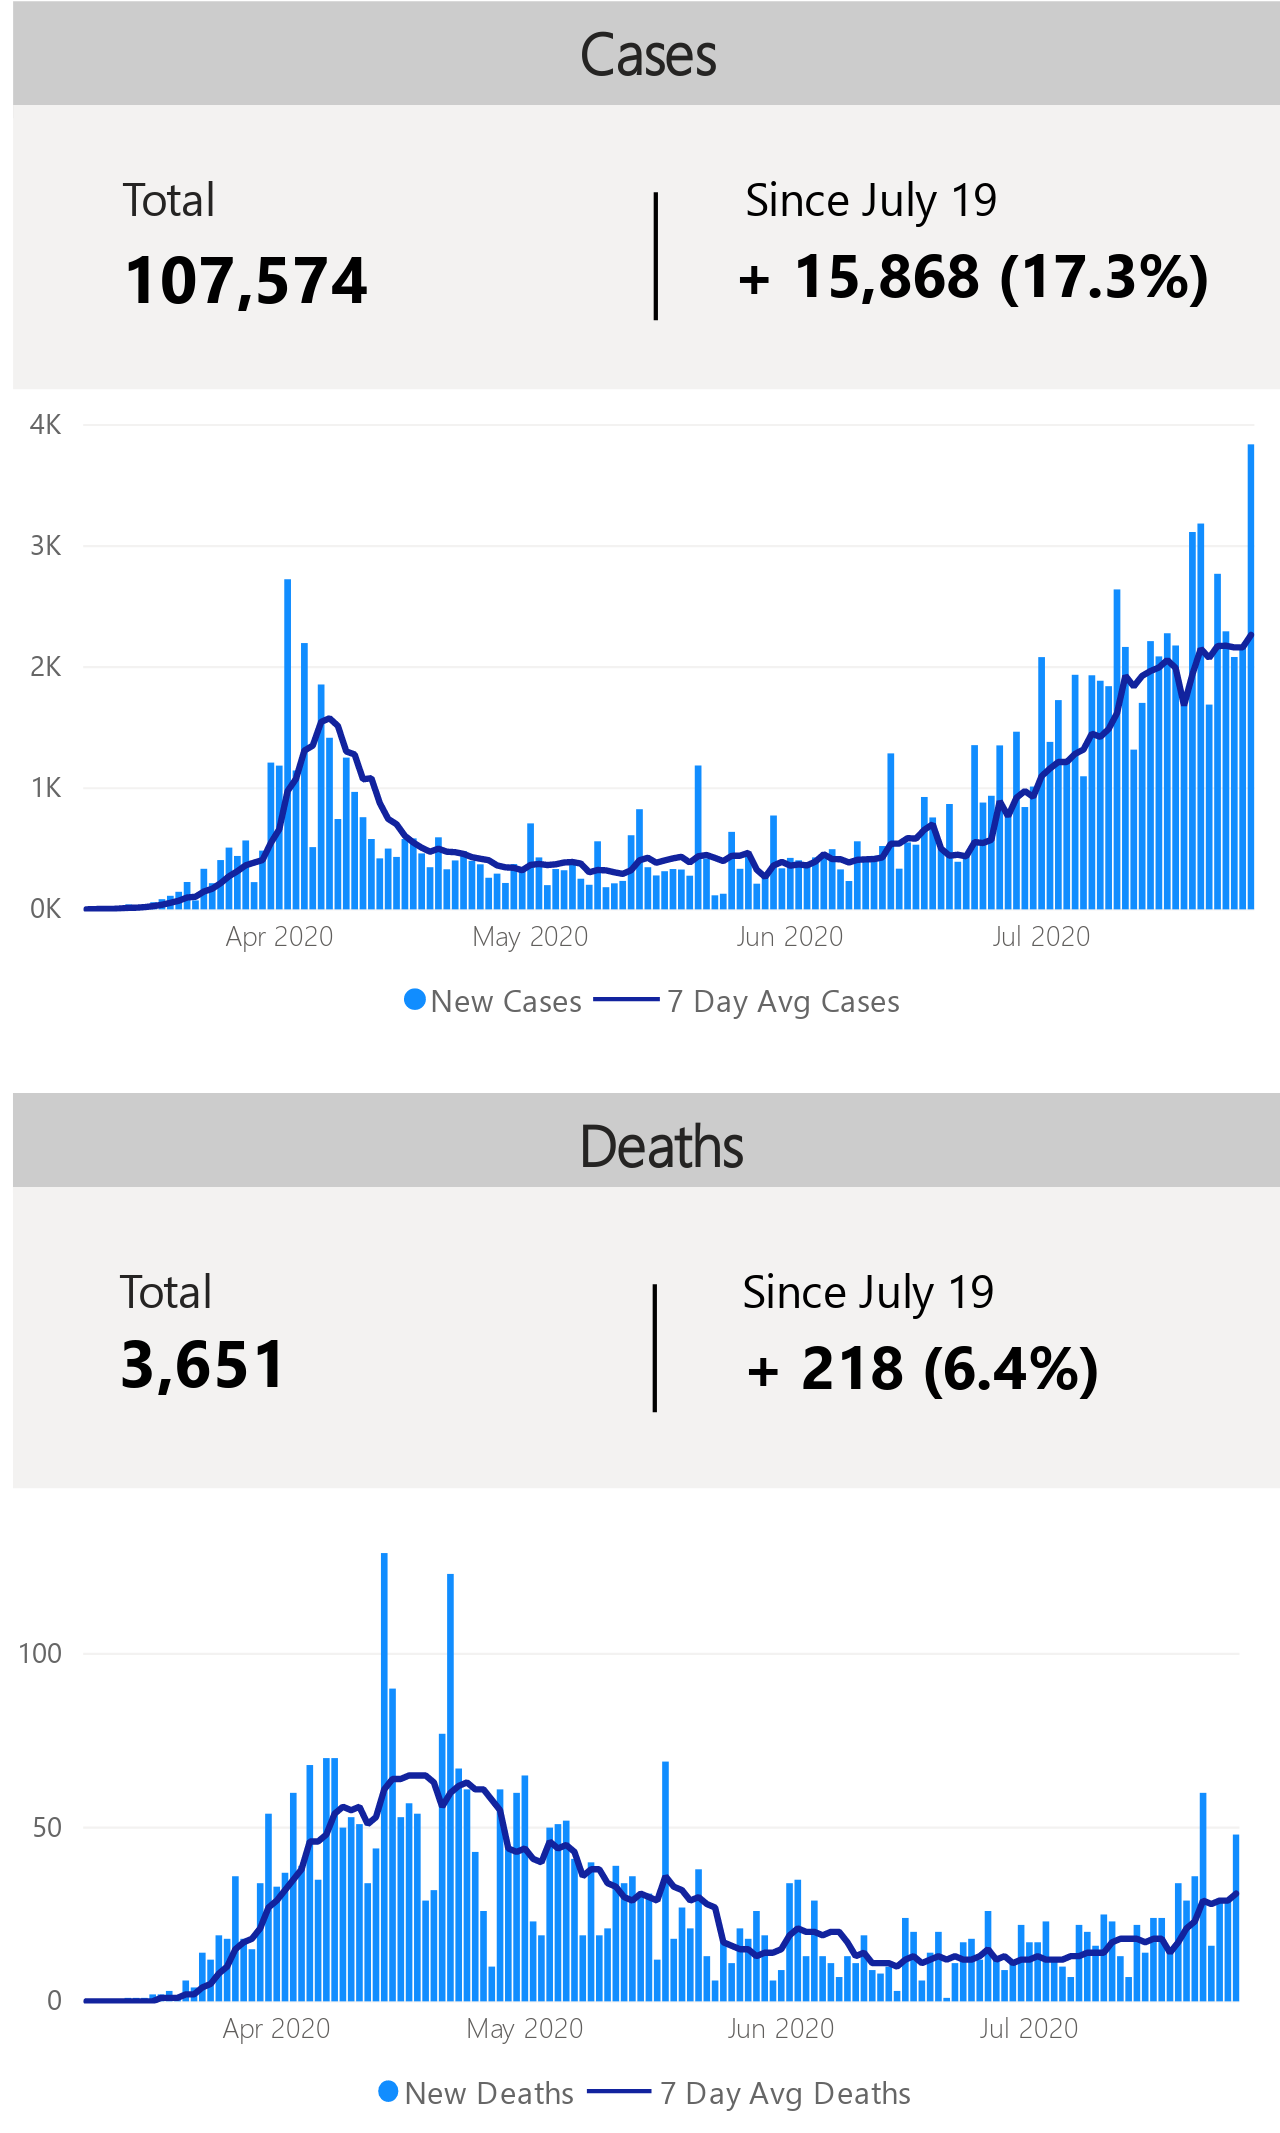 Cases
Total
Since July 19
107,574
+ 15,868 (17.3%)
4K
3K
2K
1K
0K
Apr 2020
May 2020
Jun 2020
Jul 2020
New Cases
7 Day Avg Cases
Deaths
Total
Since July 19
3,651
+ 218 (6.4%)
100
50
0
Apr 2020
May 2020
Jun 2020
Jul 2020
New Deaths
7 Day Avg Deaths